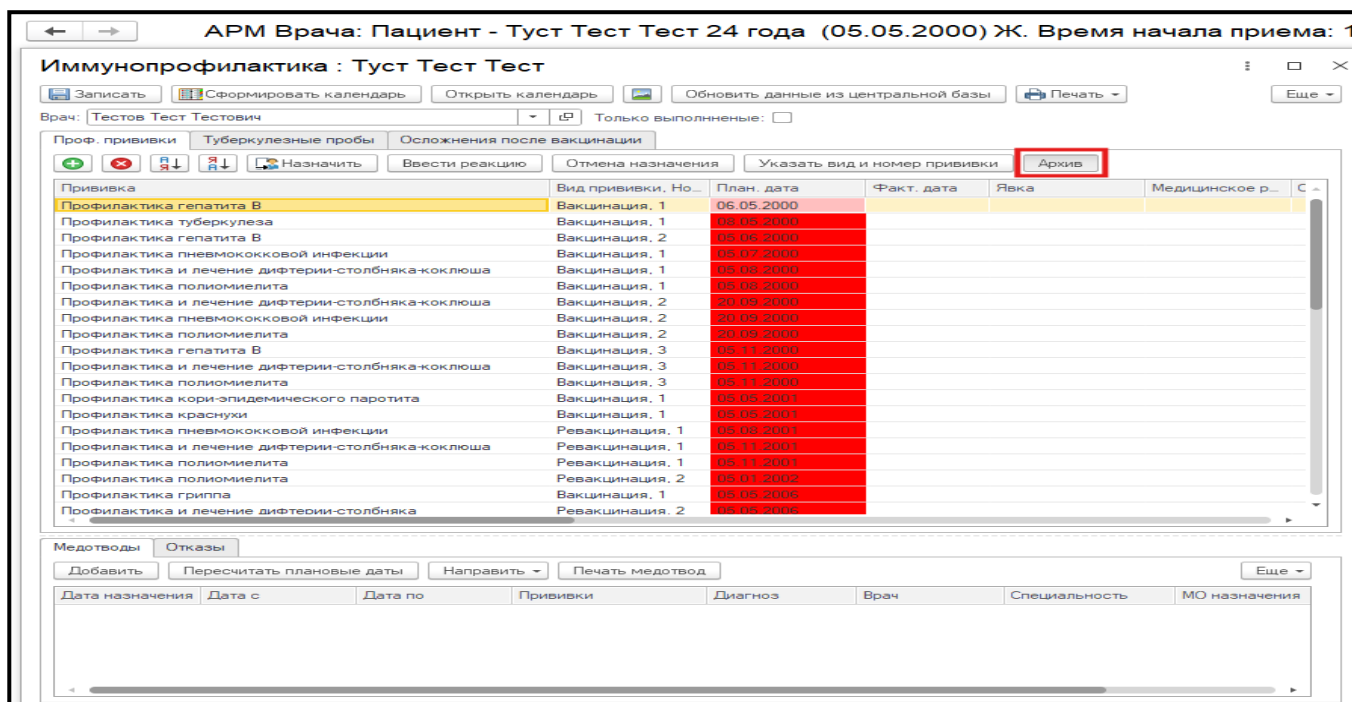 АРМ Врача: Пациент - Туст Тест Тест 24 года (05.05.2000) Ж. Время начала приема: 1
Иммунопрофилактика : Туст Тест Тест
Записать Сформировать календарь Открыть календарь Обновить данные из центральной базы Печать Еще
Врач: Тестов Тест Тестович Только выполнненые:
Проф. прививки Туберкулезные пробы Осложнения после вакцинации
Назначить Ввести реакцию Отмена назначения Указать вид и номер прививки Архив
Прививка Вид прививки, Но... План. дата Факт. дата Явка Медицинское р... С
Профилактика гепатита В Вакцинация, 1 06.05.2000
Профилактика туберкулеза Вакцинация, 1 08.05.2000
Профилактика гепатита В Вакцинация, 2 05.06.2000
Профилактика пневмококковой инфекции Вакцинация, 1 05.07.2000
Профилактика и лечение дифтерии-столбняка-коклюша Вакцинация, 1 05.08.2000
Профилактика полиомиелита Вакцинация, 1 05.08.2000
Профилактика и лечение дифтерии-столбняка-коклюша Вакцинация, 2 20.09.2000
Профилактика пневмококковой инфекции Вакцинация, 2 20.09.2000
Профилактика полиомиелита Вакцинация, 2 20.09.2000
Профилактика гепатита В Вакцинация, 3 05.11.2000
Профилактика и лечение дифтерии-столбняка-коклюша Вакцинация, 3 05.11.2000
Профилактика полиомиелита Вакцинация, 3 05.11.2000
Профилактика кори-эпидемического паротита Вакцинация, 1 05.05.2001
Профилактика краснухи Вакцинация, 1 05.05.2001
Профилактика пневмококковой инфекции Ревакцинация, 1 05.08.2001
Профилактика и лечение дифтерии-столбняка-коклюша Ревакцинация, 1 05.11.2001
Профилактика полиомиелита Ревакцинация, 1 05.11.2001
Профилактика полиомиелита Ревакцинация, 2 05.01.2002
Профилактика гриппа Вакцинация, 1 05.05.2006
Профилактика и лечение дифтерии-столбняка Ревакцинация, 2 05.05.2006
Медотводы Отказы
Добавить Пересчитать плановые даты Направить Печать медотвод Еще
Дата назначения Дата с Дата по Прививки Диагноз Врач Специальность МО назначения